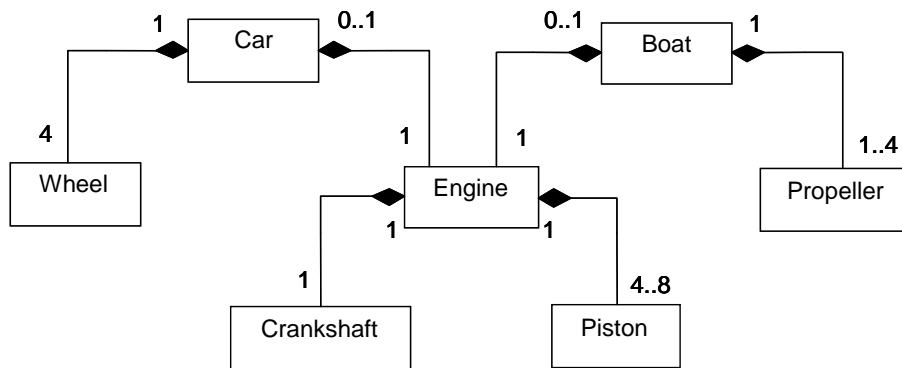 1
Car
0..1
0..1
Boat
1
4
1
1
1..4
Wheel
Engine
Propeller
1
1
1
4..8
Crankshaft
Piston